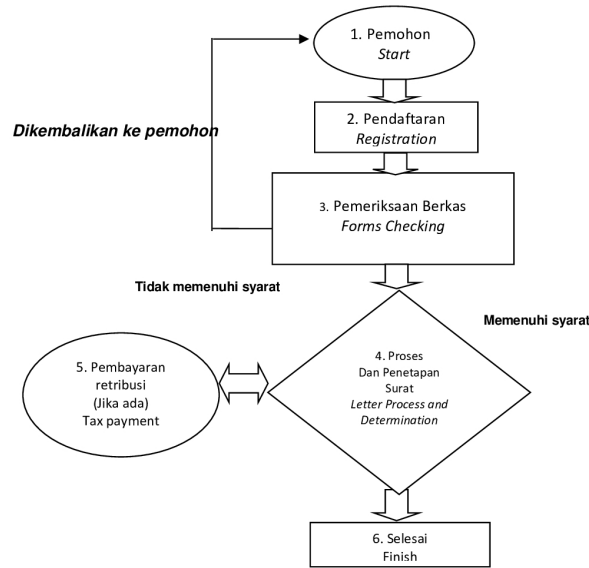 1. Pemohon
Start
Dikembalikan ke pemohon
2. Pendaftaran
Registration
3. Pemeriksaan Berkas
Forms Checking
Tidak memenuhi syarat
Memenuhi syarat
4. Proses
Dan Penetapan
Surat
Letter Process and
Determination
5. Pembayaran
retribusi
(Jika ada)
Tax payment
6. Selesai
Finish